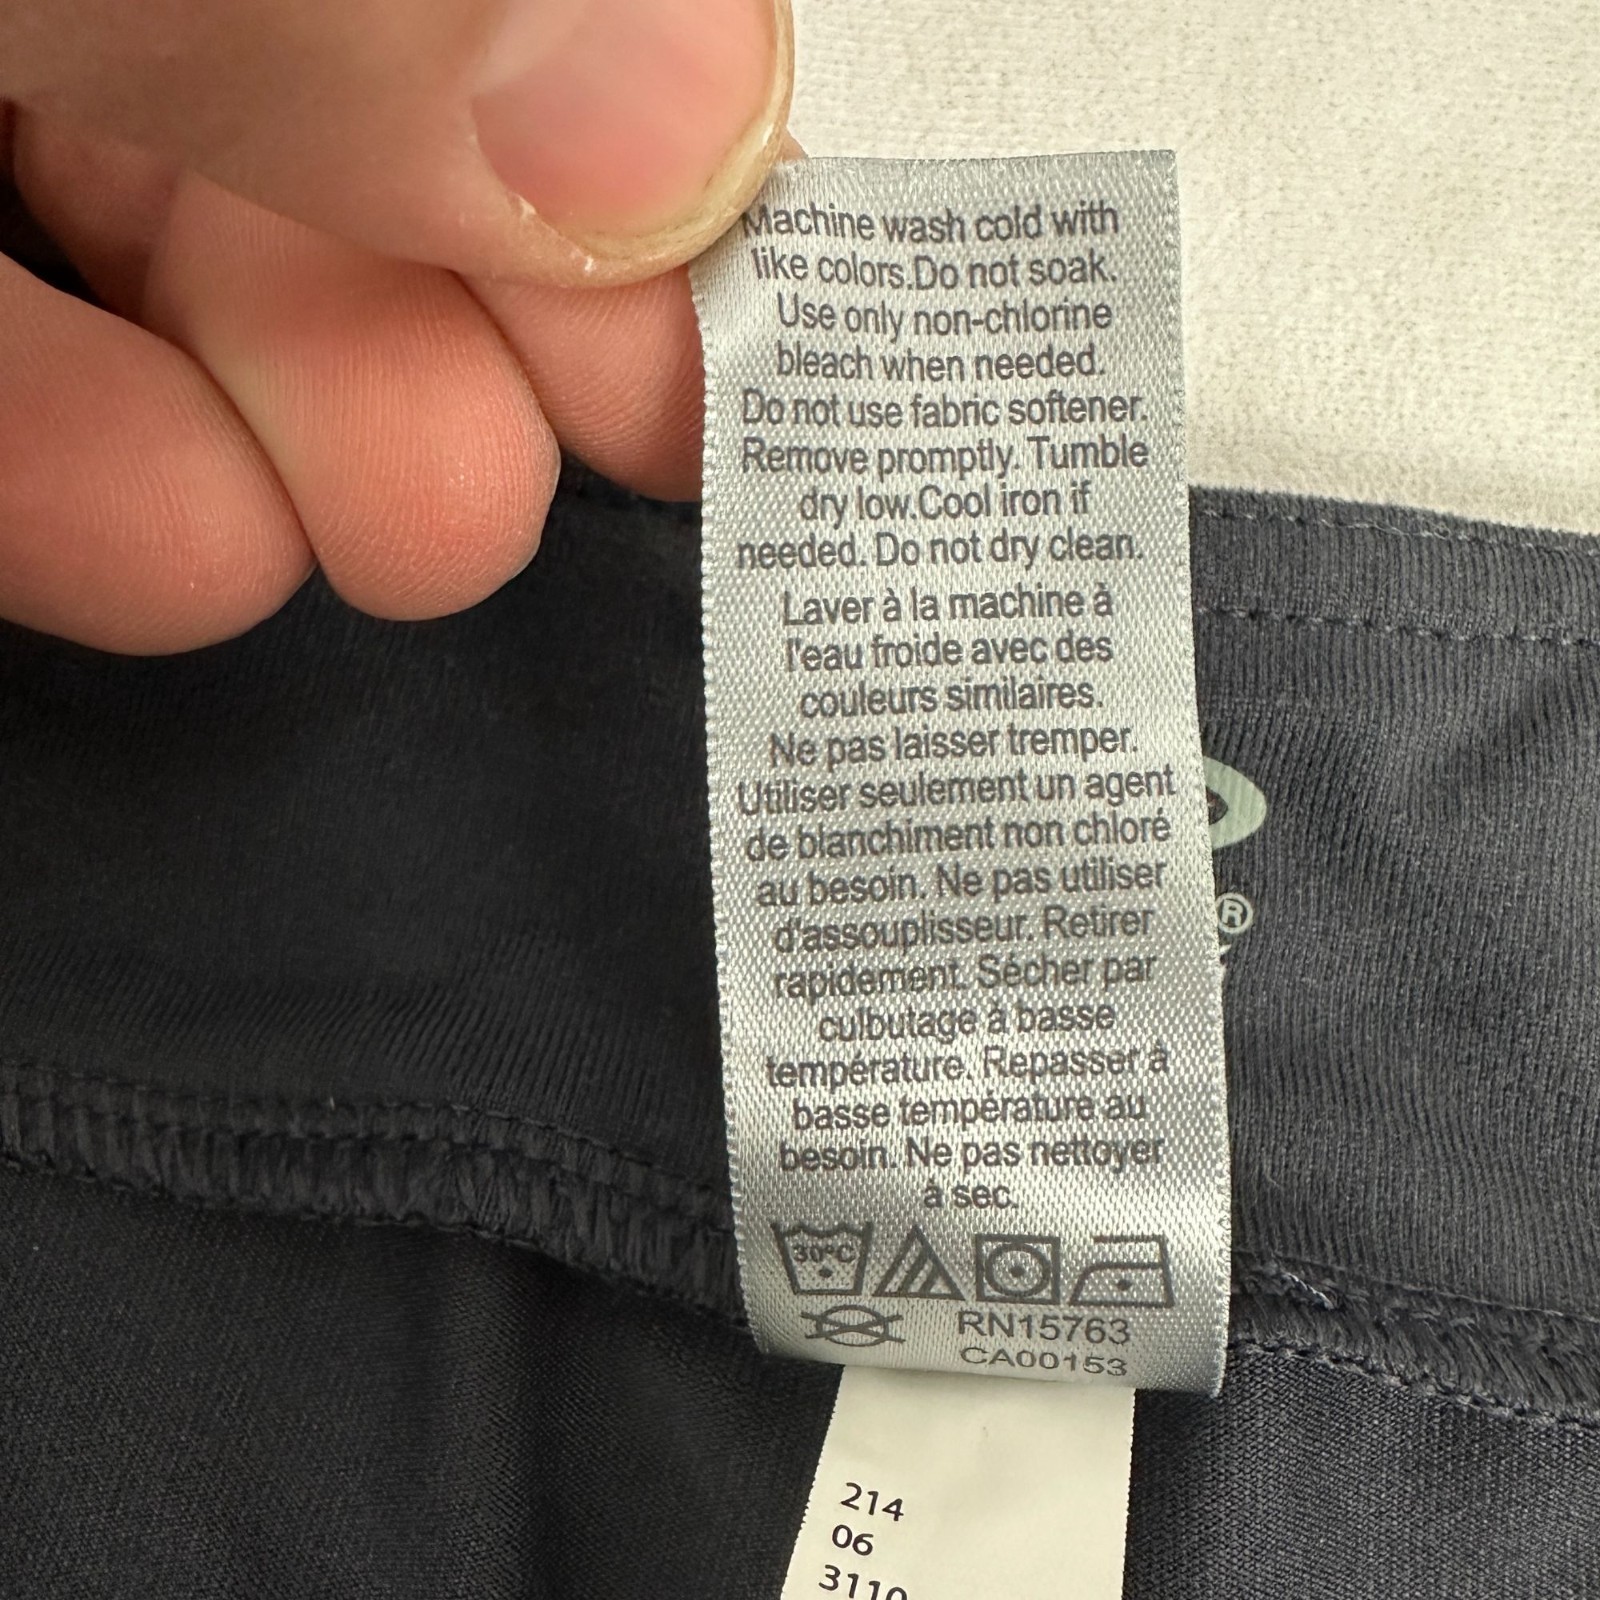 Machine wash cold with
like colors.Do not soak.
Use only non-chlorine
bleach when needed.
Do not use fabric softener.
Remove promptly. Tumble
dry low.Cool iron if
needed. Do not dry clean.
Laver à la machine à
l'eau froide avec des
couleurs similaires.
Ne pas laisser tremper.
Utiliser seulement un agent
de blanchiment non chloré
au besoin. Ne pas utiliser
d'assouplisseur. Retirer
rapidement. Sécher par
culbutage à basse
température. Repasser à
basse température au
besoin. Ne pas nettoyer
à sec.
30°C
RN15763
CA00153
®
214
06
3110